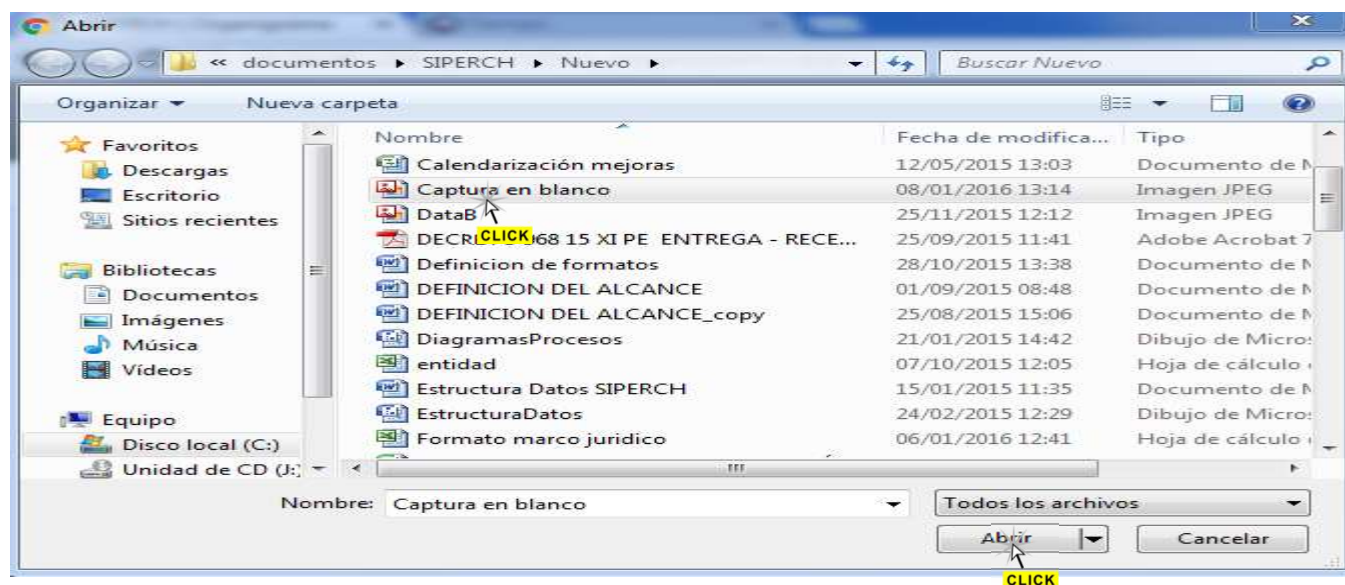 Abrir
« documentos ▸ SIPERCH ▸ Nuevo ▸ Buscar Nuevo
Organizar Nueva carpeta
Nombre Fecha de modifica... Tipo
Favoritos
Descargas
Escritorio
Sitios recientes
Bibliotecas
Documentos
Imágenes
Música
Vídeos
Equipo
Disco local (C:)
Unidad de CD (J:)
Calendarización mejoras 12/05/2015 13:03 Documento de
Captura en blanco 08/01/2016 13:14 Imagen JPEG
DataB 25/11/2015 12:12 Imagen JPEG
CLICK
968 15 XI PE ENTREGA - RECE... 25/09/2015 11:41 Adobe Acrobat 7
Definicion de formatos 28/10/2015 13:38 Documento de
DEFINICION DEL ALCANCE 01/09/2015 08:48 Documento de
DEFINICION DEL ALCANCE_copy 25/08/2015 15:06 Documento de
DiagramasProcesos 21/01/2015 14:42 Dibujo de Micro
entidad 07/10/2015 12:05 Hoja de cálculo
Estructura Datos SIPERCH 15/01/2015 11:35 Documento de
EstructuraDatos 24/02/2015 12:29 Dibujo de Micro
Formato marco juridico 06/01/2016 12:41 Hoja de cálculo
Nombre: Captura en blanco Todos los archivos
Abrir Cancelar
CLICK